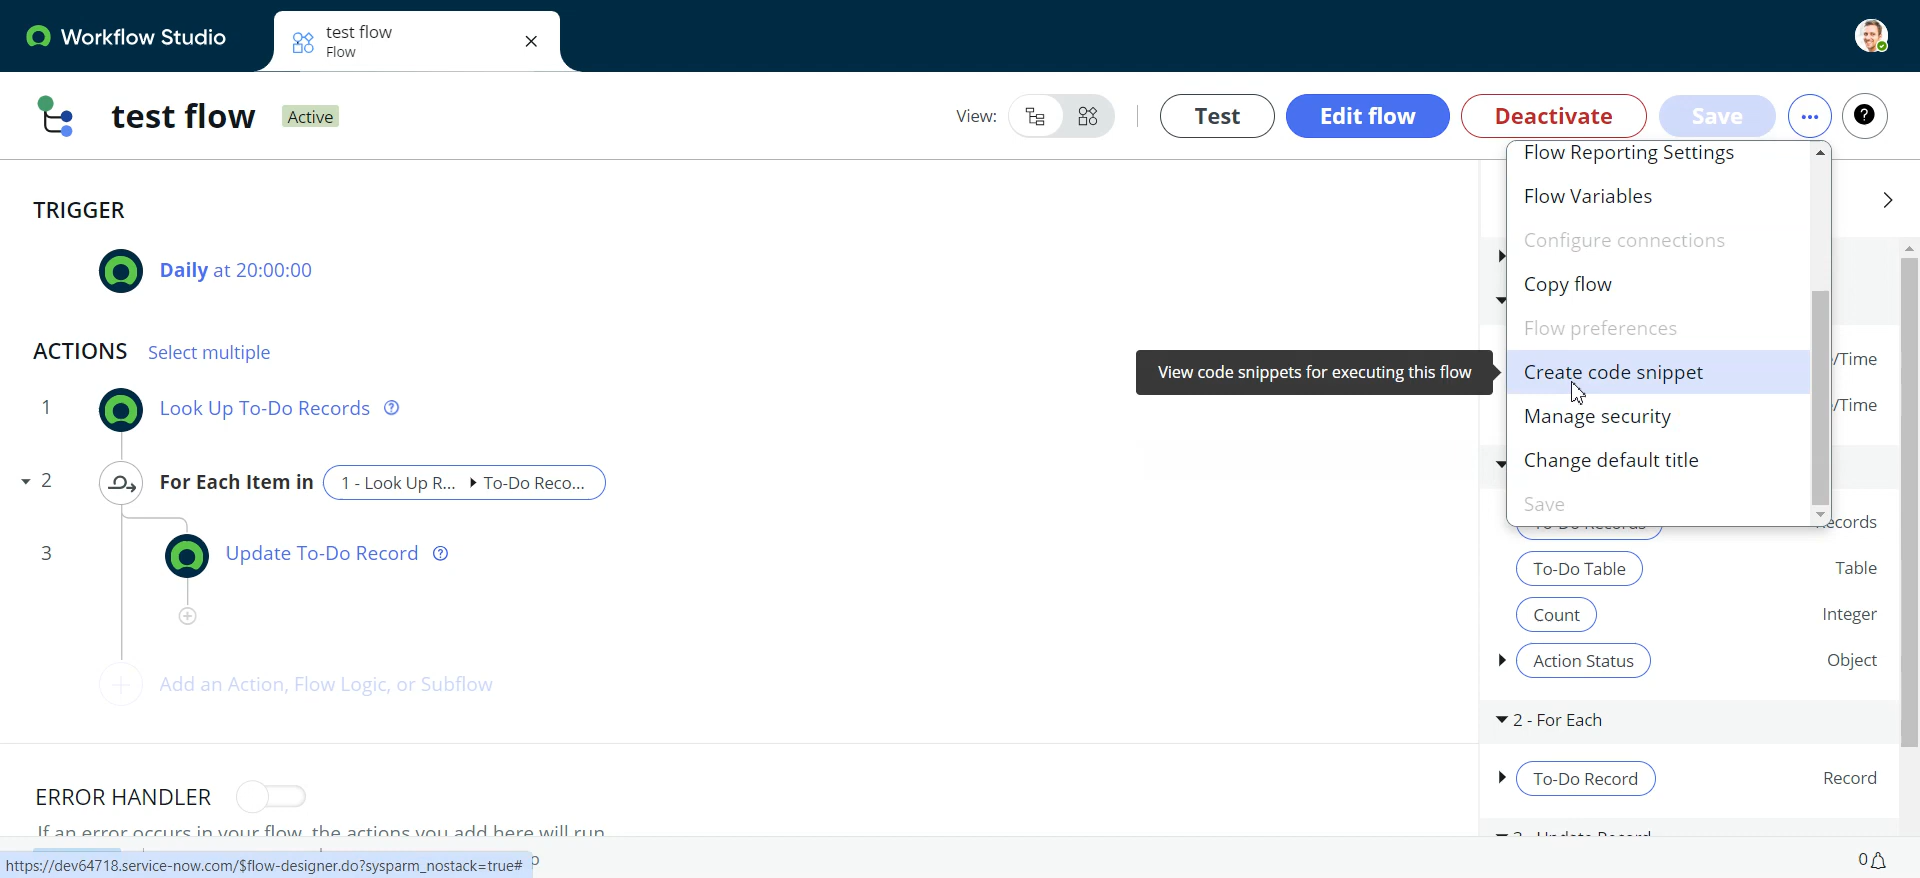 Workflow Studio
test flow
Flow
test flow
Active
View:
Test
Edit flow
Deactivate
Save
?
TRIGGER
Daily at 20:00:00
ACTIONS Select multiple
1 Look Up To-Do Records ?
2 For Each Item in 1 - Look Up R... To-Do Reco...
3 Update To-Do Record ?
Add an Action, Flow Logic, or Subflow
ERROR HANDLER
If an error occurs in your flow, the actions you add here will run
https://dev64718.service-now.com/$flow-designer.do?sysparm_nostack=true#
Flow Reporting Settings
Flow Variables
Configure connections
Copy flow
Flow preferences
Create code snippet
View code snippets for executing this flow
Manage security
Change default title
Save
/Time
/Time
To-Do Records
To-Do Table Table
Count Integer
Action Status Object
2 - For Each
To-Do Record Record
3 - Update Record
0